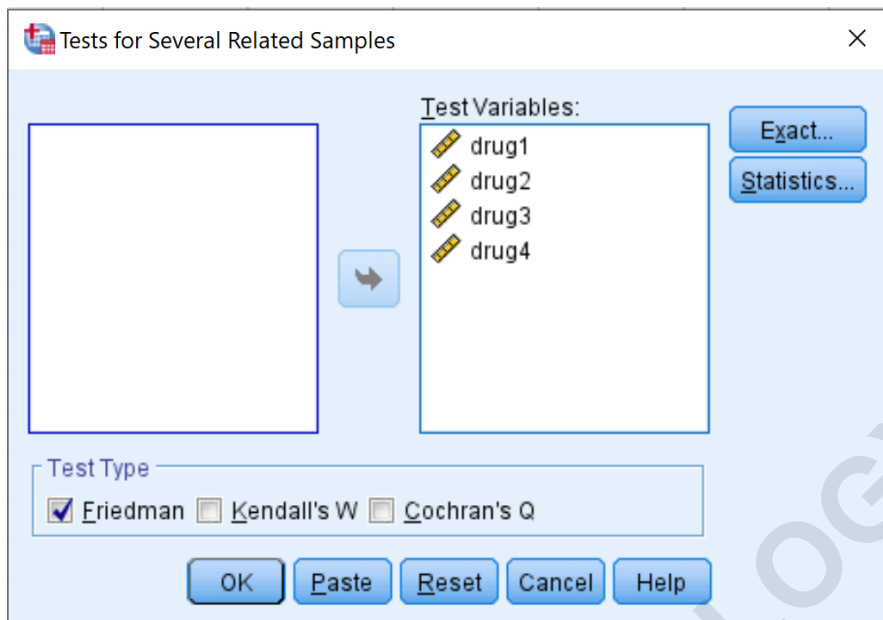 Tests for Several Related Samples
Test Variables:
drug1
drug2
drug3
drug4
Exact...
Statistics...
Test Type
Friedman Kendall's W Cochran's Q
OK Paste Reset Cancel Help